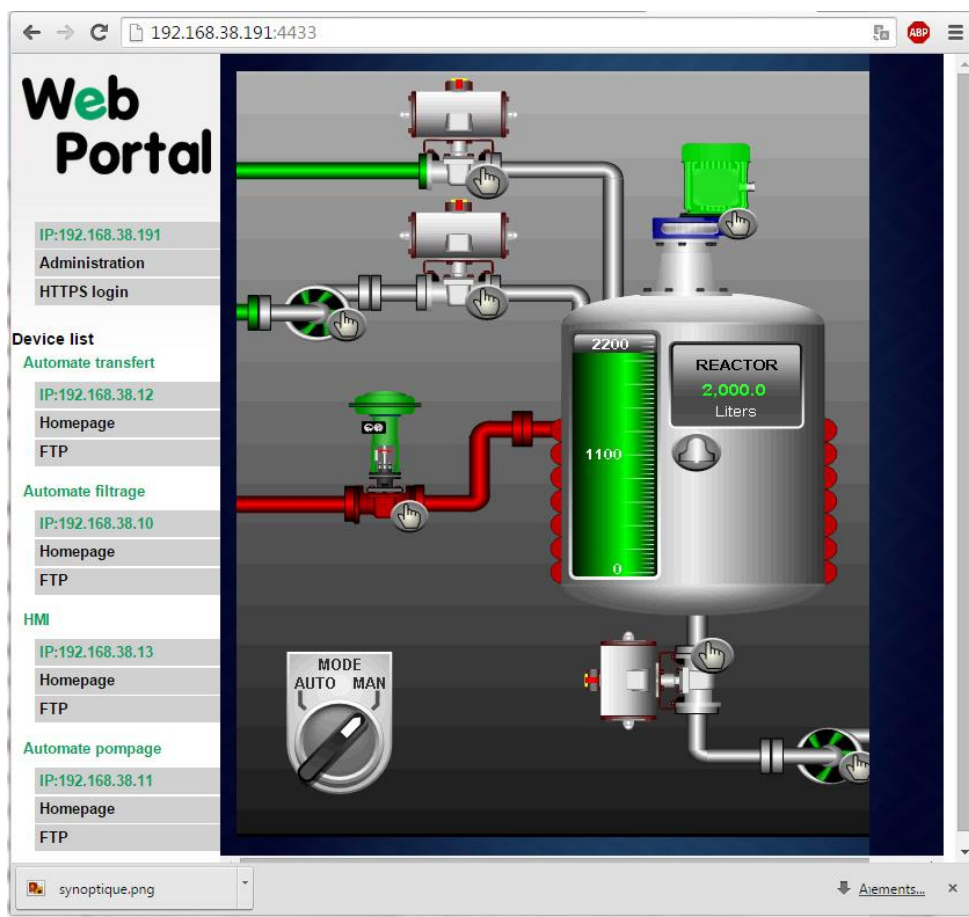 192.168.38.191:4433
ABP
Web
Portal
IP:192.168.38.191
Administration
HTTPS login
Device list
Automate transfert
IP:192.168.38.12
Homepage
FTP
Automate filtrage
IP:192.168.38.10
Homepage
FTP
HMI
IP:192.168.38.13
Homepage
FTP
Automate pompage
IP:192.168.38.11
Homepage
FTP
2200
1100
0
REACTOR
2,000.0
Liters
MODE
AUTO MAN
synoptique.png